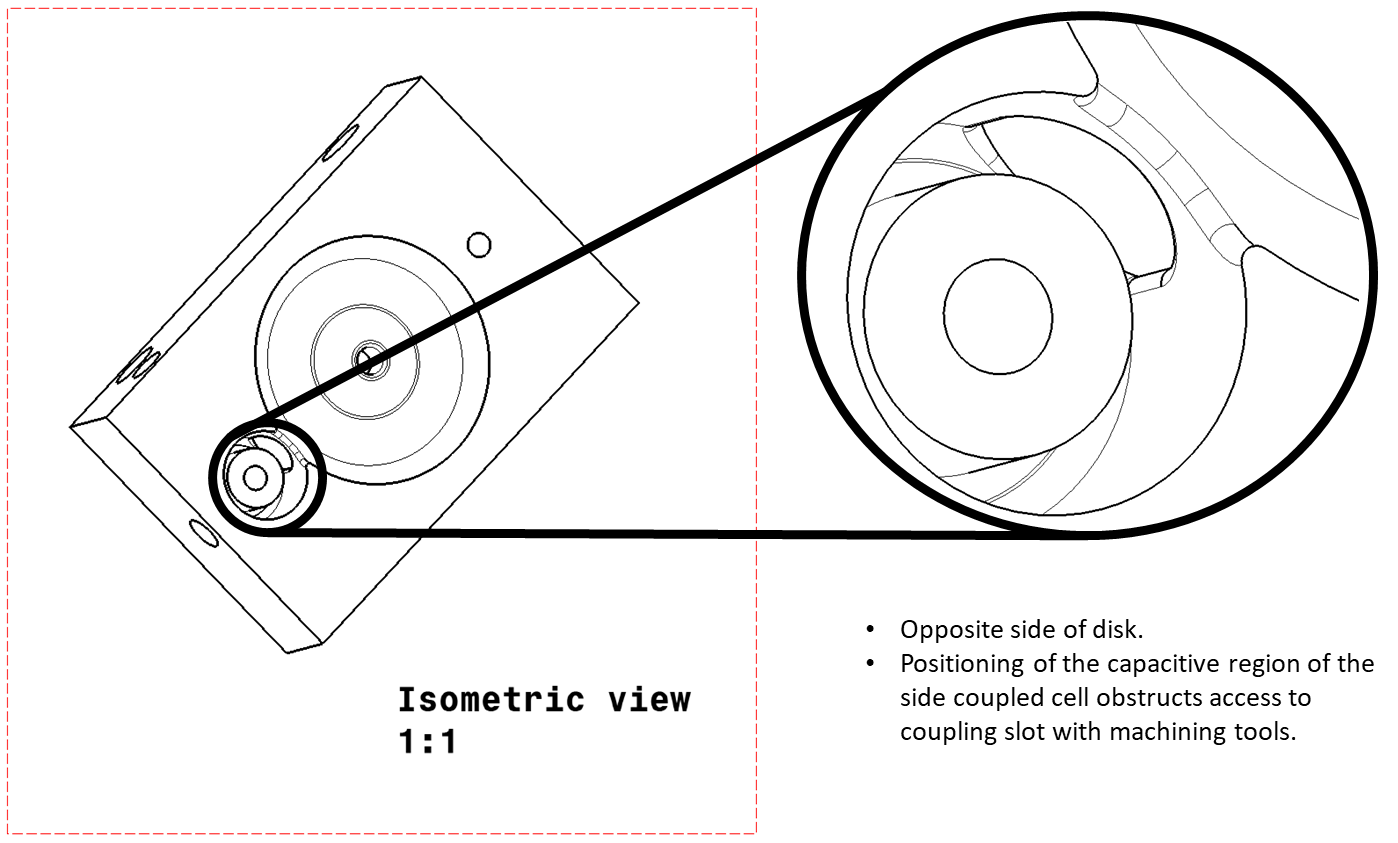 • Opposite side of disk.
• Positioning of the capacitive region of the
side coupled cell obstructs access to
coupling slot with machining tools.
Isometric view
1:1